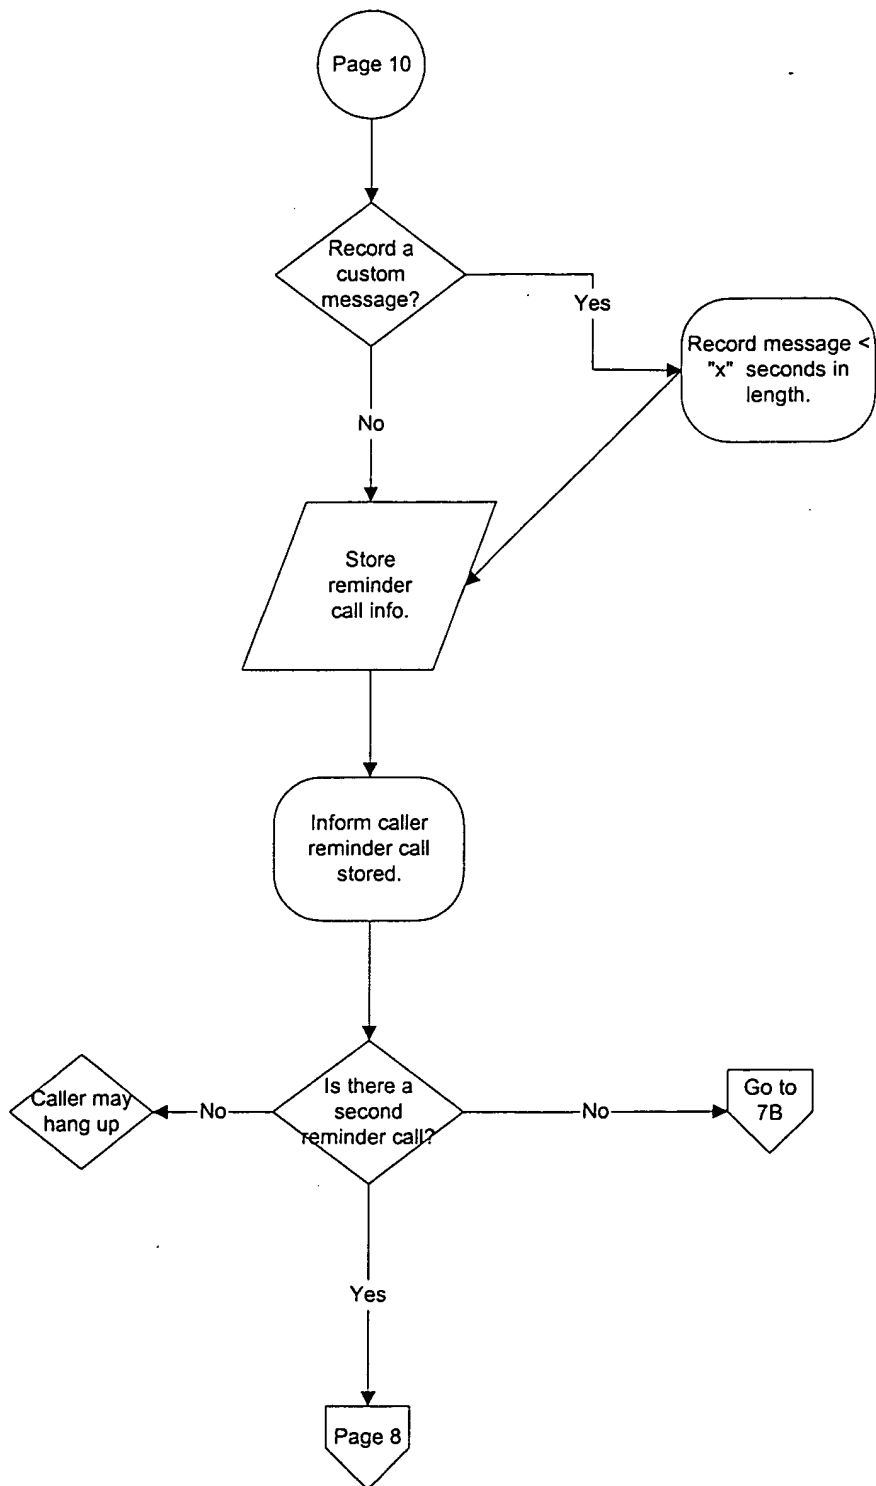 Page 10
Record a
custom
message?
Yes
Record message <
"x" seconds in
length.
No
Store
reminder
call info.
Inform caller
reminder call
stored.
Caller may
hang up
No
Is there a
second
reminder call?
No
Go to
7B
Yes
Page 8